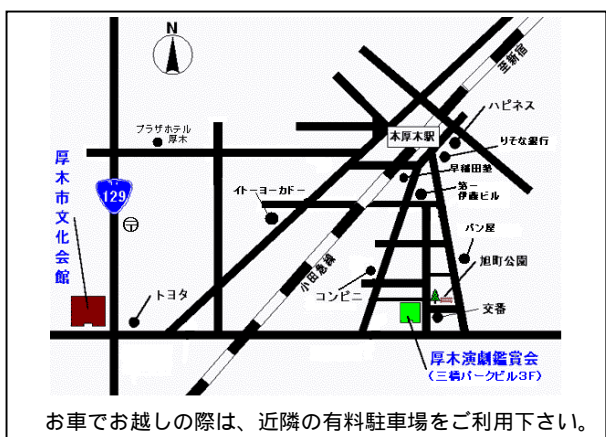 N
至新宿
ハピネス
プラザホテル
厚木
本厚木駅
りそな銀行
厚木市文化会館
早稲田塾
129
イトーヨーカドー
第一
伊藤ビル
パン屋
小田急線
旭町公園
コンビニ
トヨタ
交番
厚木演劇鑑賞会
(三橋パークビル3F)
お車でお越しの際は、近隣の有料駐車場をご利用下さい。